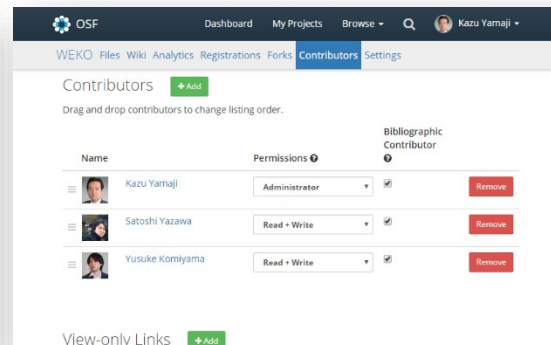 OSF Dashboard My Projects Browse Kazu Yamaji
WEKO Files Wiki Analytics Registrations Forks Contributors Settings
Contributors + Add
Drag and drop contributors to change listing order.
Name Permissions Bibliographic Contributor
Kazu Yamaji Administrator Remove
Satoshi Yazawa Read + Write Remove
Yusuke Komiyama Read + Write Remove
View-only Links + Add